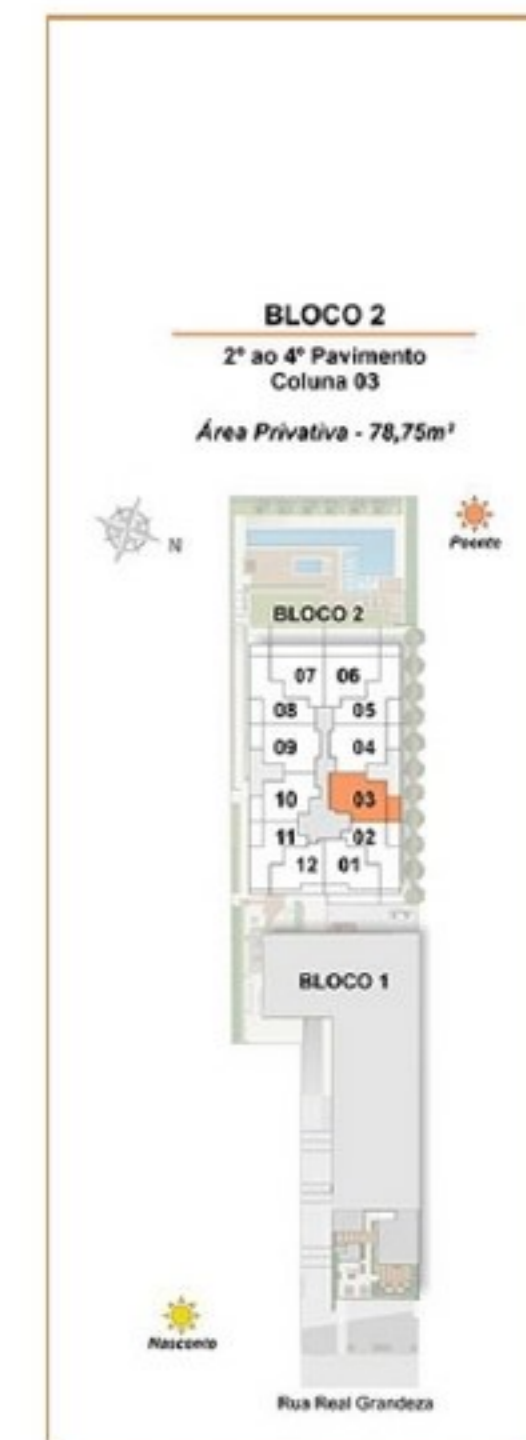 BLOCO 2
2º ao 4º Pavimento
Coluna 03
Área Privativa - 78,75m²
N
Poente
BLOCO 2
07 06
08 05
09 04
10 03
11 02
12 01
BLOCO 1
Nascente
Rua Real Grandeza